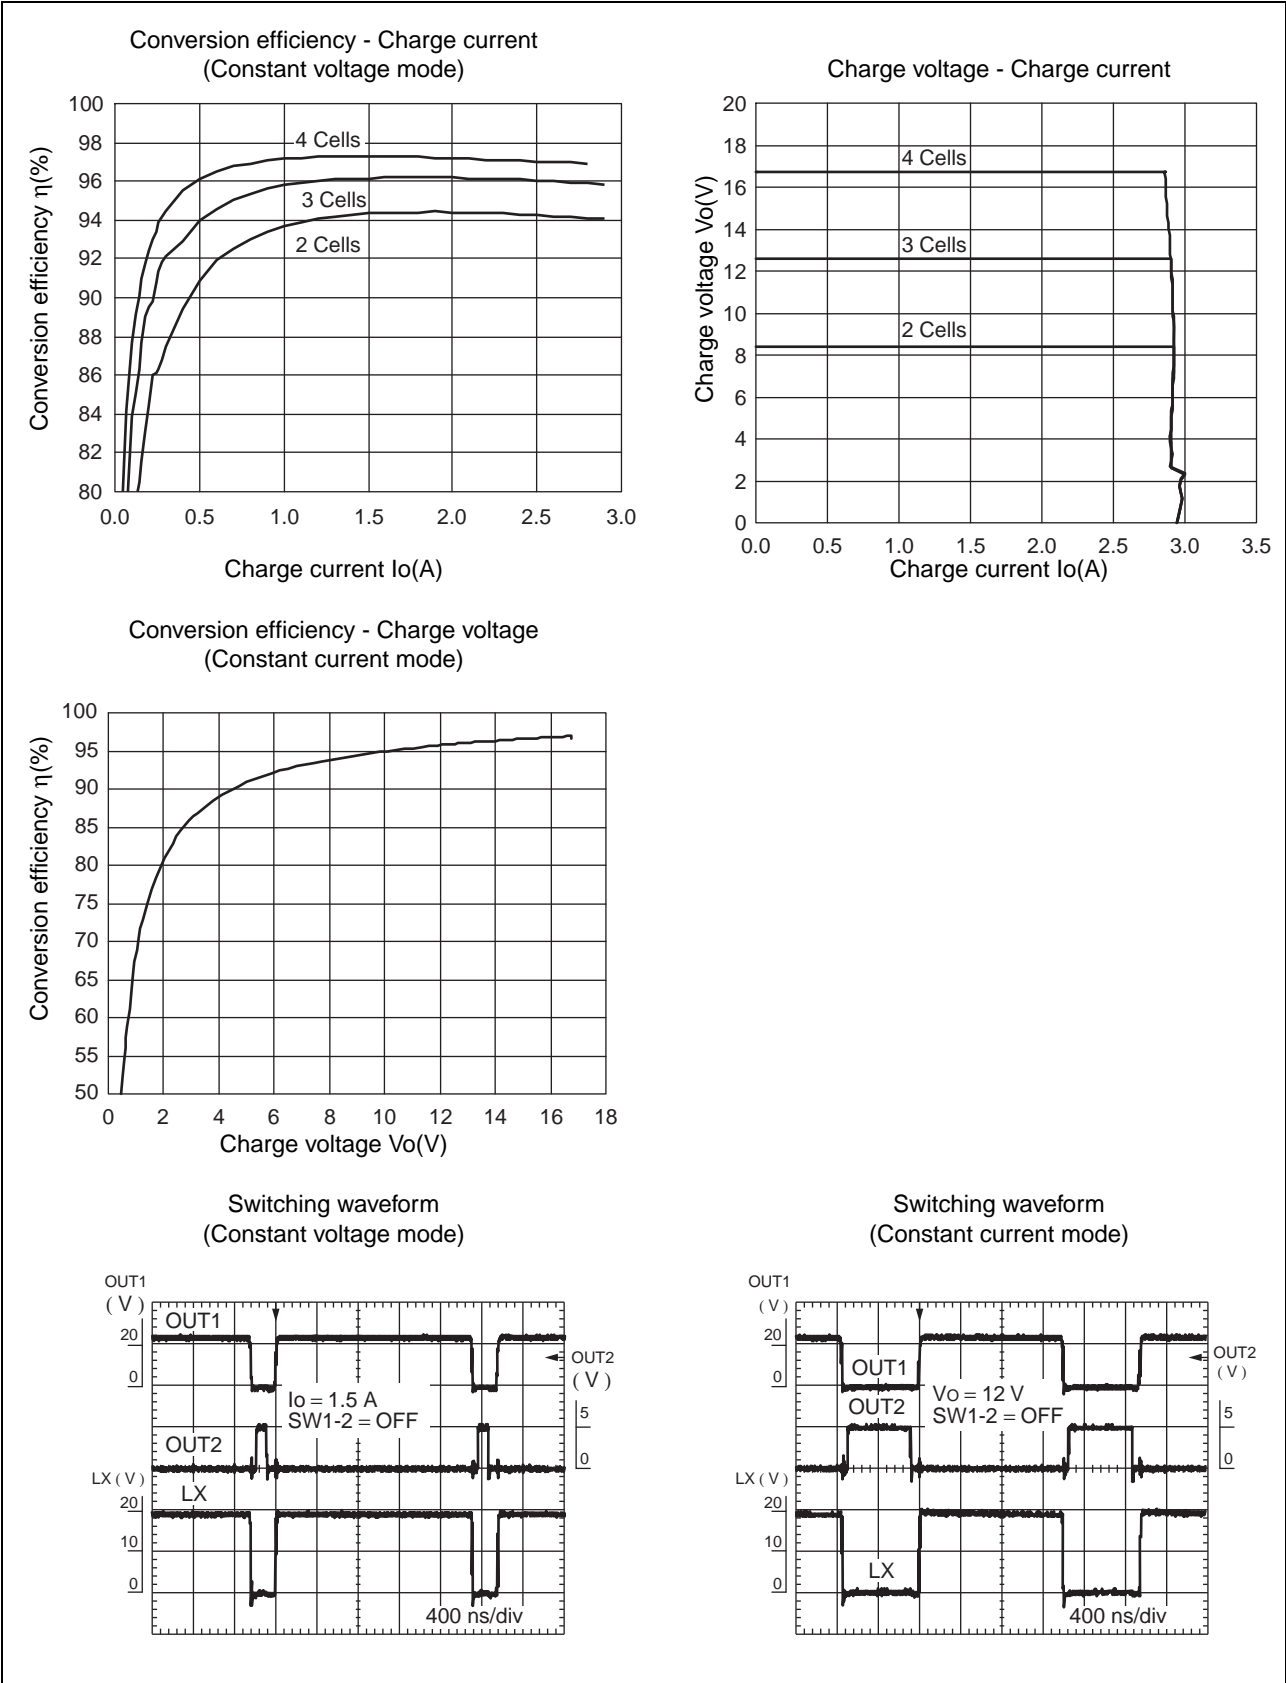 Conversion efficiency - Charge current
(Constant voltage mode)
Conversion efficiency η(%)
100
98
96
94
92
90
88
86
84
82
80
4 Cells
3 Cells
2 Cells
0.0 0.5 1.0 1.5 2.0 2.5 3.0
Charge current Io(A)
Charge voltage - Charge current
Charge voltage Vo(V)
20
18
16
14
12
10
8
6
4
2
0
4 Cells
3 Cells
2 Cells
0.0 0.5 1.0 1.5 2.0 2.5 3.0 3.5
Charge current Io(A)
Conversion efficiency - Charge voltage
(Constant current mode)
Conversion efficiency η(%)
100
95
90
85
80
75
70
65
60
55
50
0 2 4 6 8 10 12 14 16 18
Charge voltage Vo(V)
Switching waveform
(Constant voltage mode)
OUT1
(V)
20
0
OUT1
OUT2
(V)
5
0
Io = 1.5 A
SW1-2 = OFF
OUT2
LX (V)
20
10
0
LX
400 ns/div
Switching waveform
(Constant current mode)
OUT1
(V)
20
0
OUT1
OUT2
(V)
5
0
Vo = 12 V
SW1-2 = OFF
OUT2
LX (V)
20
10
0
LX
400 ns/div